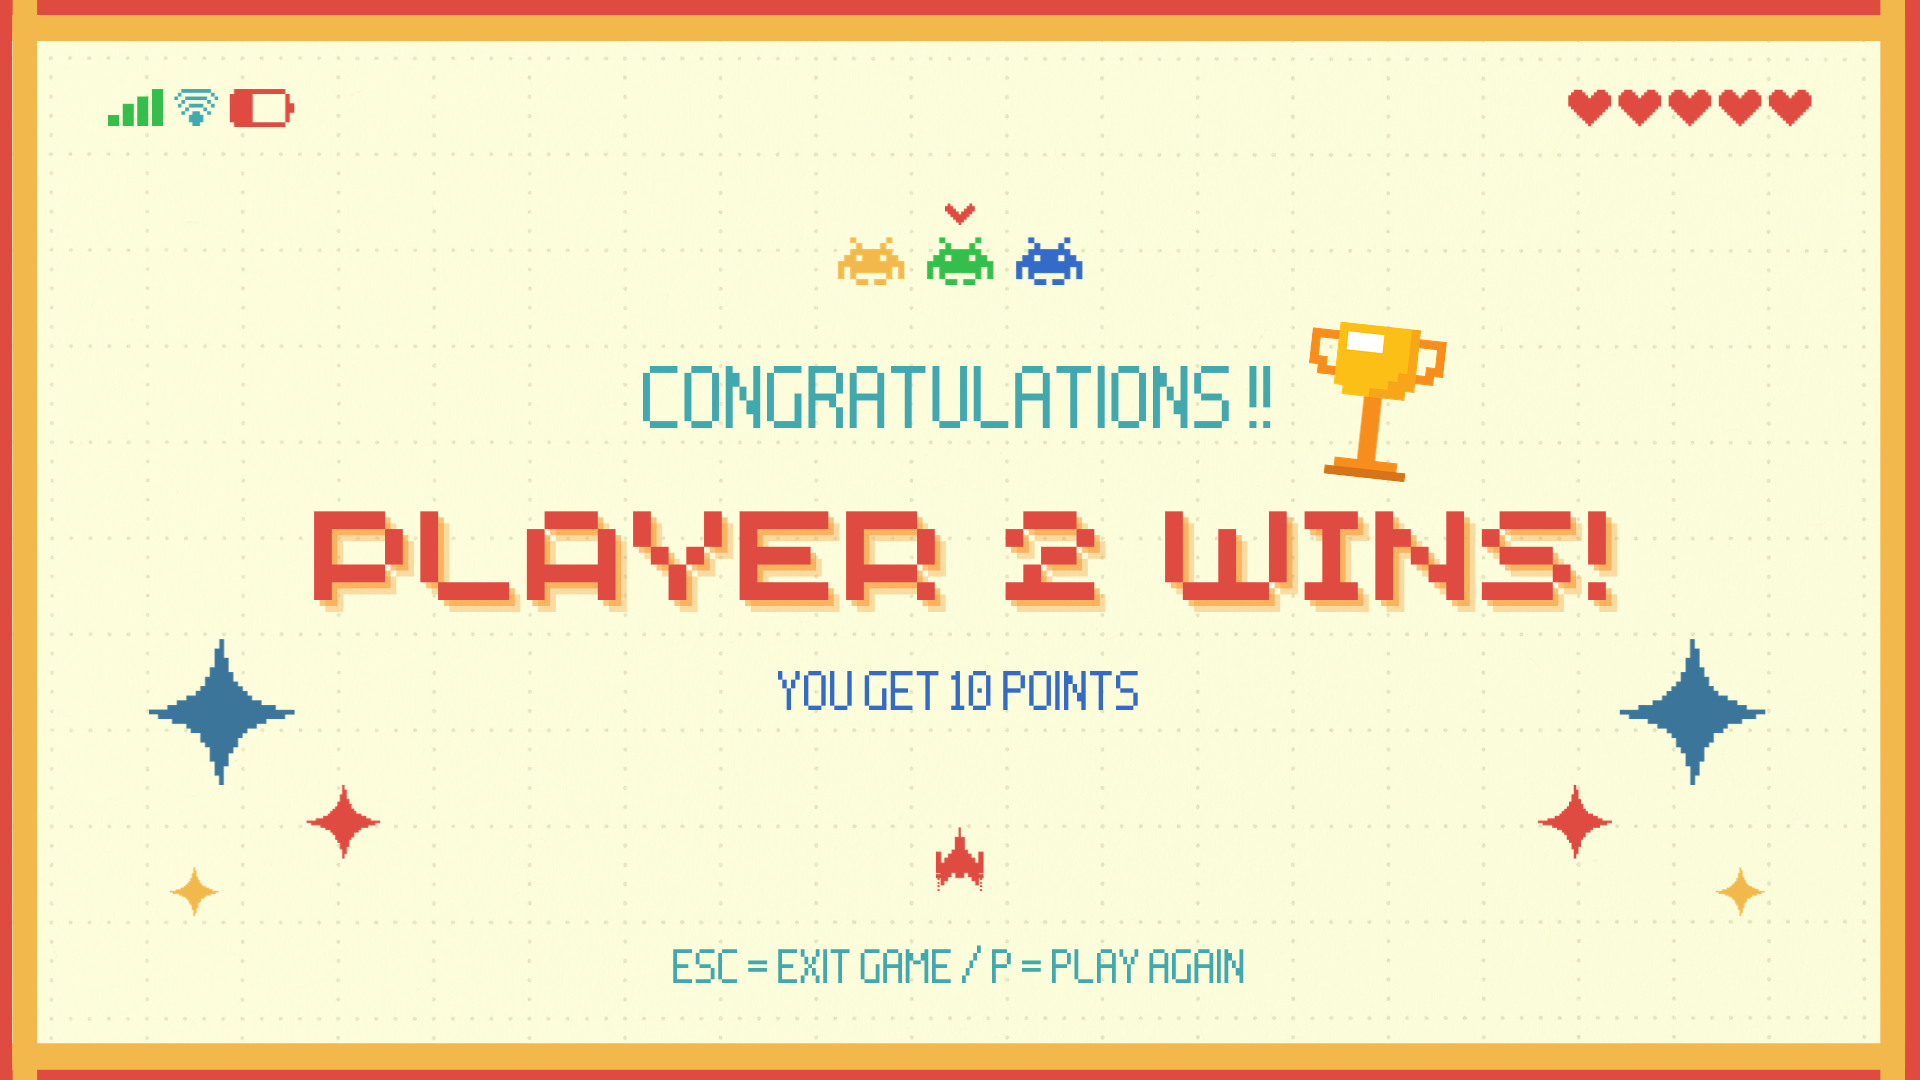 CONGRATULATIONS !!
PLAYER 2 WINS!
YOU GET 10 POINTS
ESC = EXIT GAME / P = PLAY AGAIN